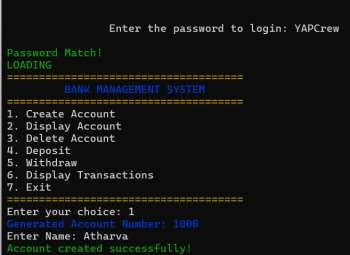 Enter the password to login: YAPCrew
Password Match!
LOADING
=====================================
BANK MANAGEMENT SYSTEM
=====================================
1. Create Account
2. Display Account
3. Delete Account
4. Deposit
5. Withdraw
6. Display Transactions
7. Exit
=====================================
Enter your choice: 1
Generated Account Number: 1000
Enter Name: Atharva
Account created successfully!